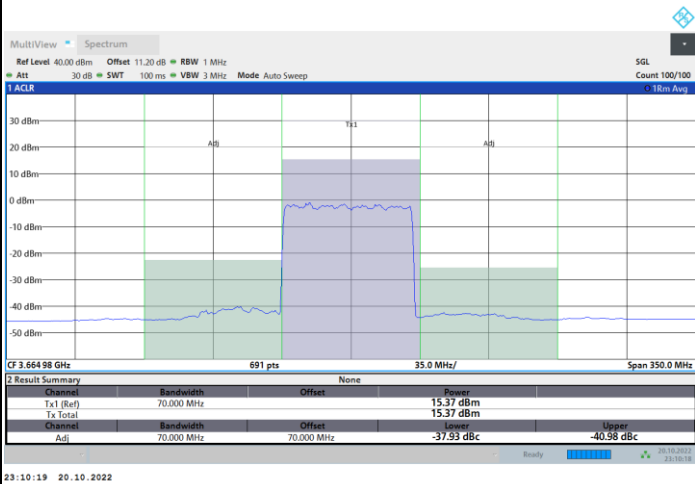 MultiView Spectrum
Ref Level 40.00 dBm Offset 11.20 dB RBW 1 MHz SGL
Att 30 dB SWT 100 ms VBW 3 MHz Mode Auto Sweep Count 100/100
1 ACLR 1Rm Avg
Tx1
Adj Adj
30 dBm
20 dBm
10 dBm
0 dBm
-10 dBm
-20 dBm
-30 dBm
-40 dBm
-50 dBm
CF 3.664 98 GHz 691 pts 35.0 MHz/ Span 350.0 MHz
2 Result Summary None
Channel Bandwidth Offset Power
Tx1 (Ref) 70.000 MHz 15.37 dBm
Tx Total 15.37 dBm
Channel Bandwidth Offset Lower Upper
Adj 70.000 MHz 70.000 MHz -37.93 dBc -40.98 dBc
Ready 20.10.2022
23:10:18
23:10:19 20.10.2022